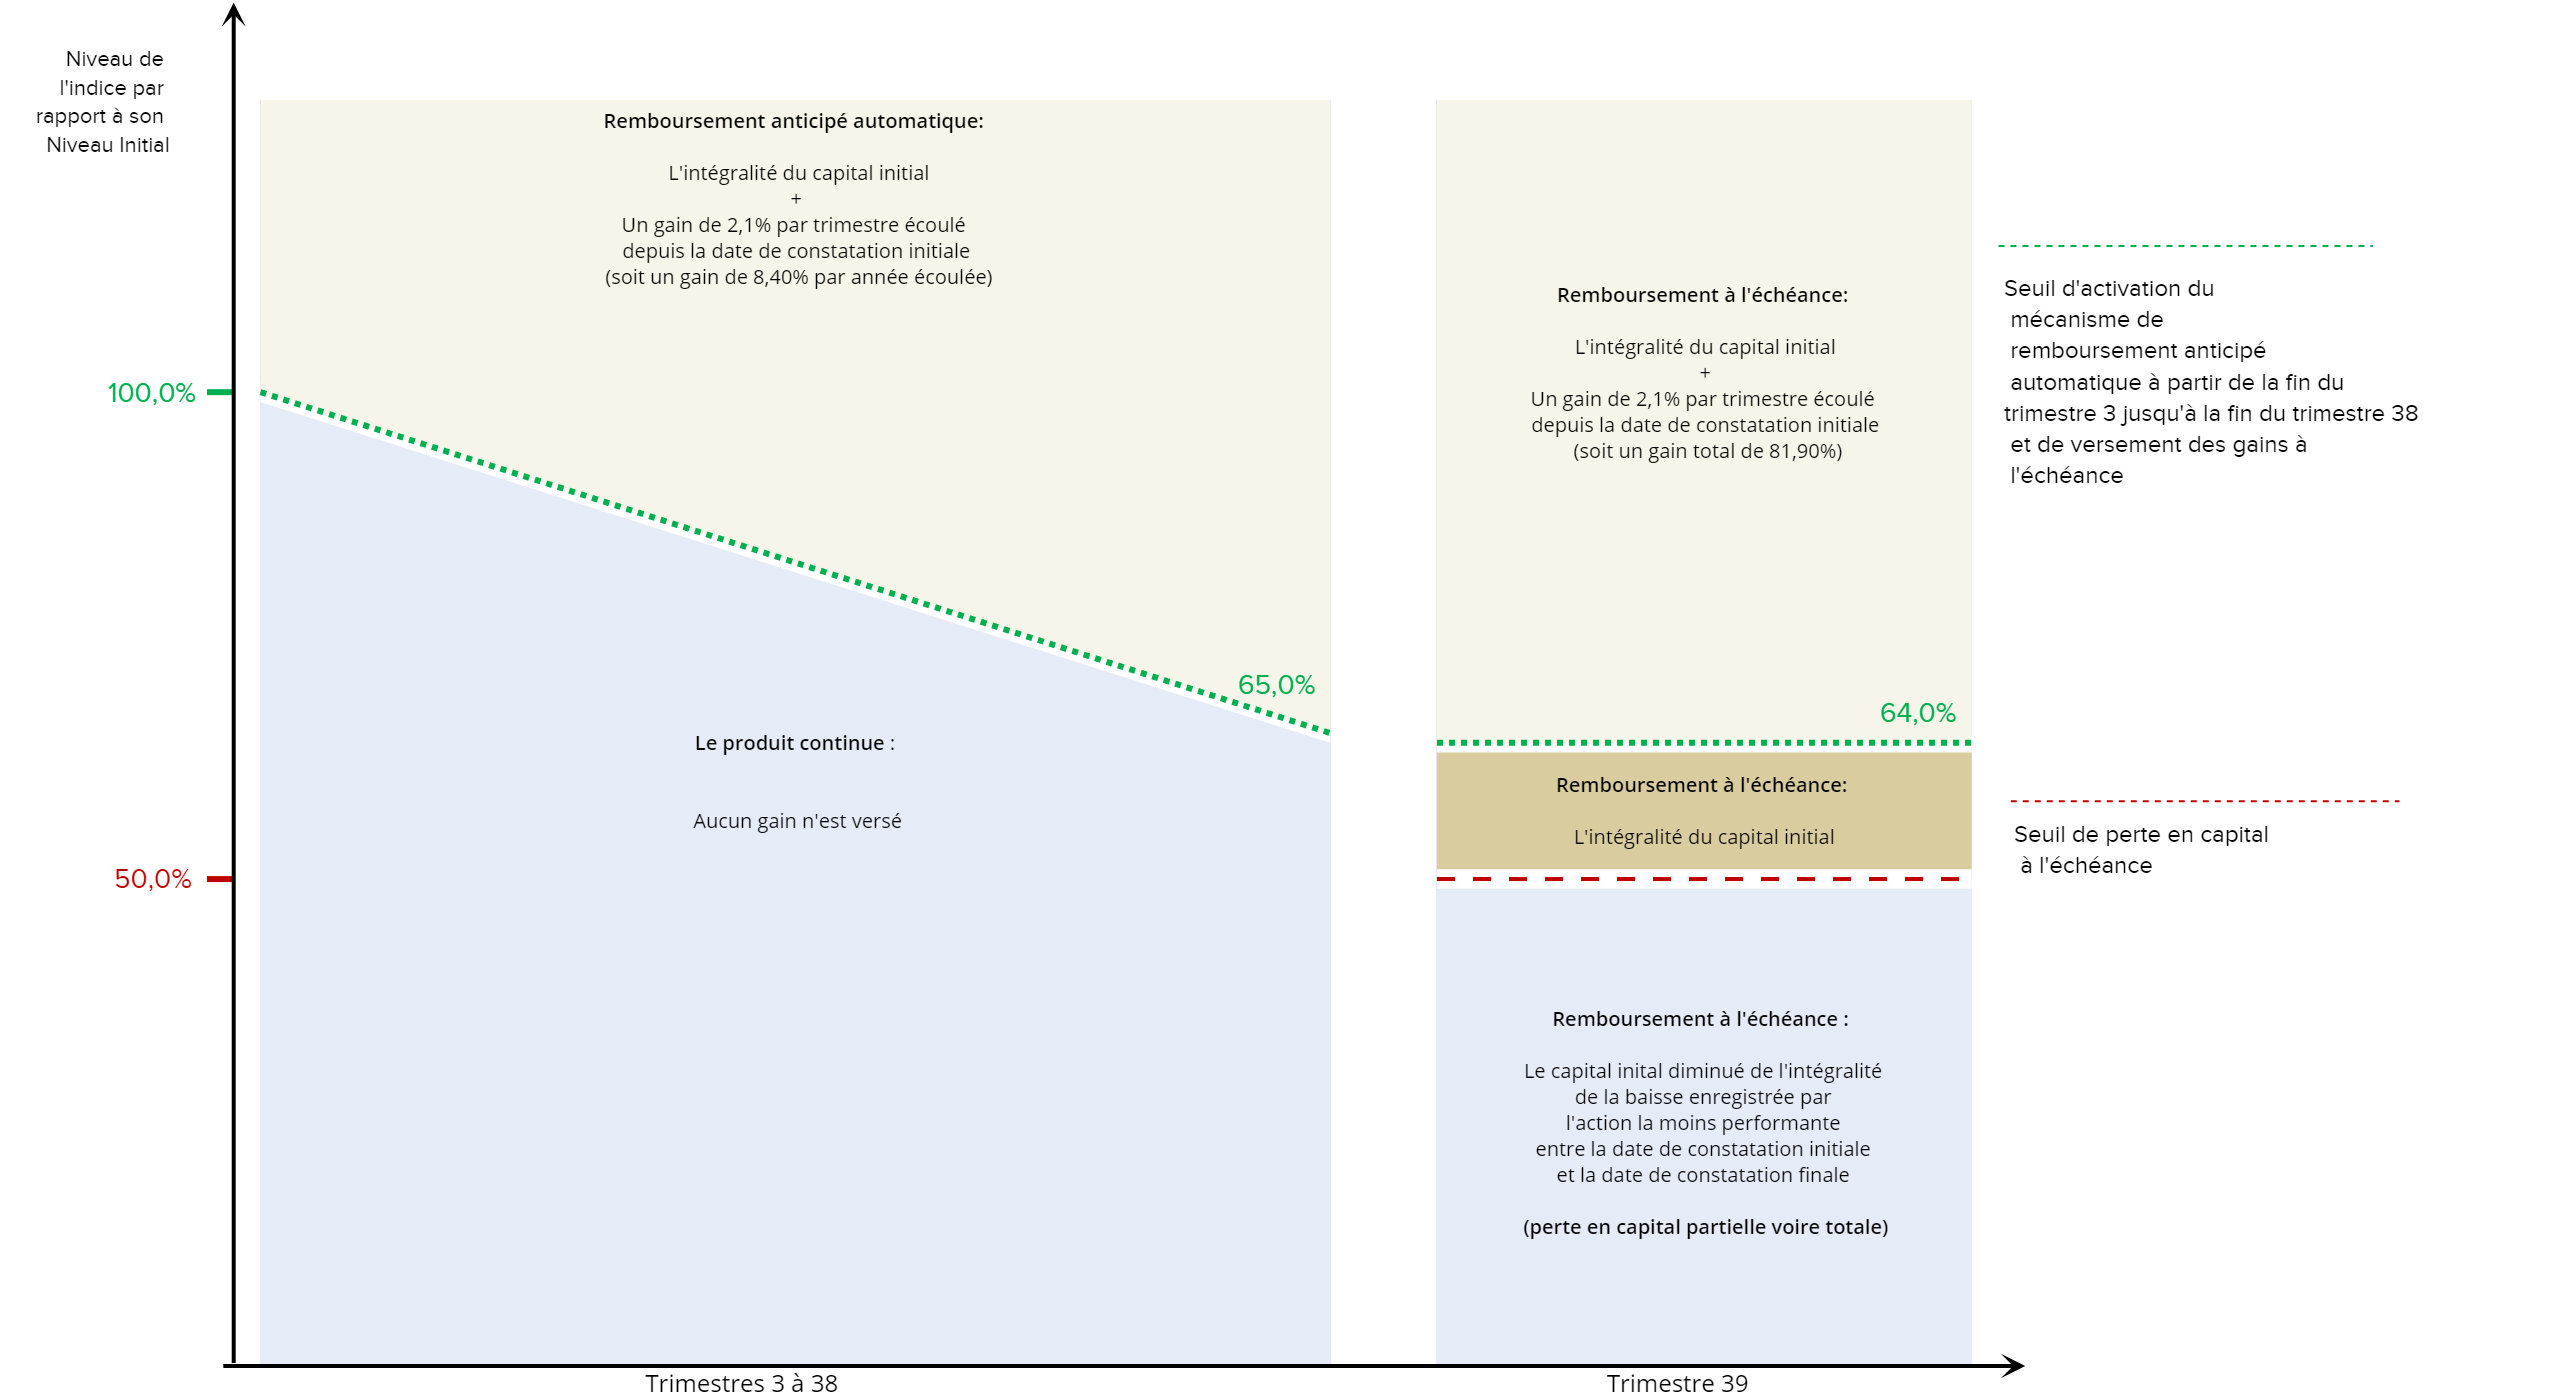 Niveau de
l'indice par
rapport à son
Niveau Initial
Remboursement anticipé automatique:
L'intégralité du capital initial
+
Un gain de 2,1% par trimestre écoulé
depuis la date de constatation initiale
(soit un gain de 8,40% par année écoulée)
100,0%
65,0%
Le produit continue :
Aucun gain n'est versé
50,0%
Remboursement à l'échéance:
L'intégralité du capital initial
+
Un gain de 2,1% par trimestre écoulé
depuis la date de constatation initiale
(soit un gain total de 81,90%)
64,0%
Remboursement à l'échéance:
L'intégralité du capital initial
Remboursement à l'échéance :
Le capital inital diminué de l'intégralité
de la baisse enregistrée par
l'action la moins performante
entre la date de constatation initiale
et la date de constatation finale
(perte en capital partielle voire totale)
Seuil d'activation du
mécanisme de
remboursement anticipé
automatique à partir de la fin du
trimestre 3 jusqu'à la fin du trimestre 38
et de versement des gains à
l'échéance
Seuil de perte en capital
à l'échéance
Trimestres 3 à 38
Trimestre 39